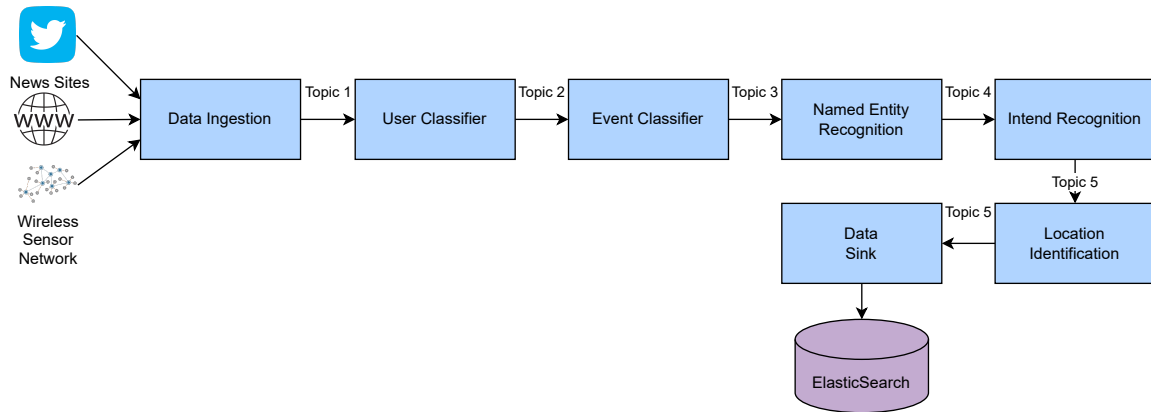 News Sites
WWW
Wireless
Sensor
Network
Data Ingestion
Topic 1
User Classifier
Topic 2
Event Classifier
Topic 3
Named Entity
Recognition
Topic 4
Intend Recognition
Topic 5
Location
Identification
Topic 5
Data
Sink
ElasticSearch